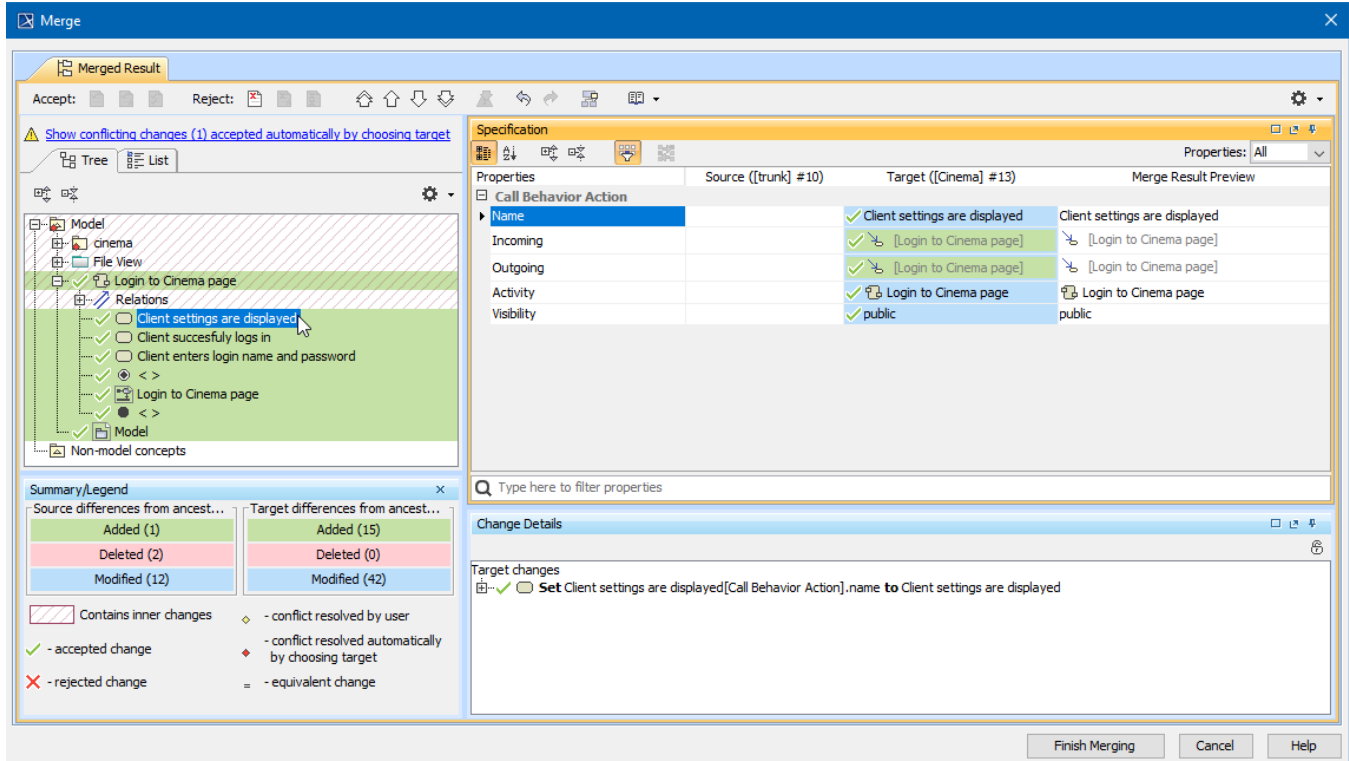 Merge
Merged Result
Accept: Reject:
Show conflicting changes (1) accepted automatically by choosing target
Tree List
Model
cinema
File View
Login to Cinema page
Relations
Client settings are displayed
Client succesfuly logs in
Client enters login name and password
< >
Login to Cinema page
< >
Model
Non-model concepts
Summary/Legend
Source differences from ancest... Target differences from ancest...
Added (1) Added (15)
Deleted (2) Deleted (0)
Modified (12) Modified (42)
Contains inner changes - conflict resolved by user
- accepted change - conflict resolved automatically
by choosing target
- rejected change = - equivalent change
Specification
Properties: All
Properties Source ([trunk] #10) Target ([Cinema] #13) Merge Result Preview
Call Behavior Action
Name Client settings are displayed Client settings are displayed
Incoming [Login to Cinema page] [Login to Cinema page]
Outgoing [Login to Cinema page] [Login to Cinema page]
Activity Login to Cinema page Login to Cinema page
Visibility public public
Type here to filter properties
Change Details
Target changes
Set Client settings are displayed[Call Behavior Action].name to Client settings are displayed
Finish Merging Cancel Help